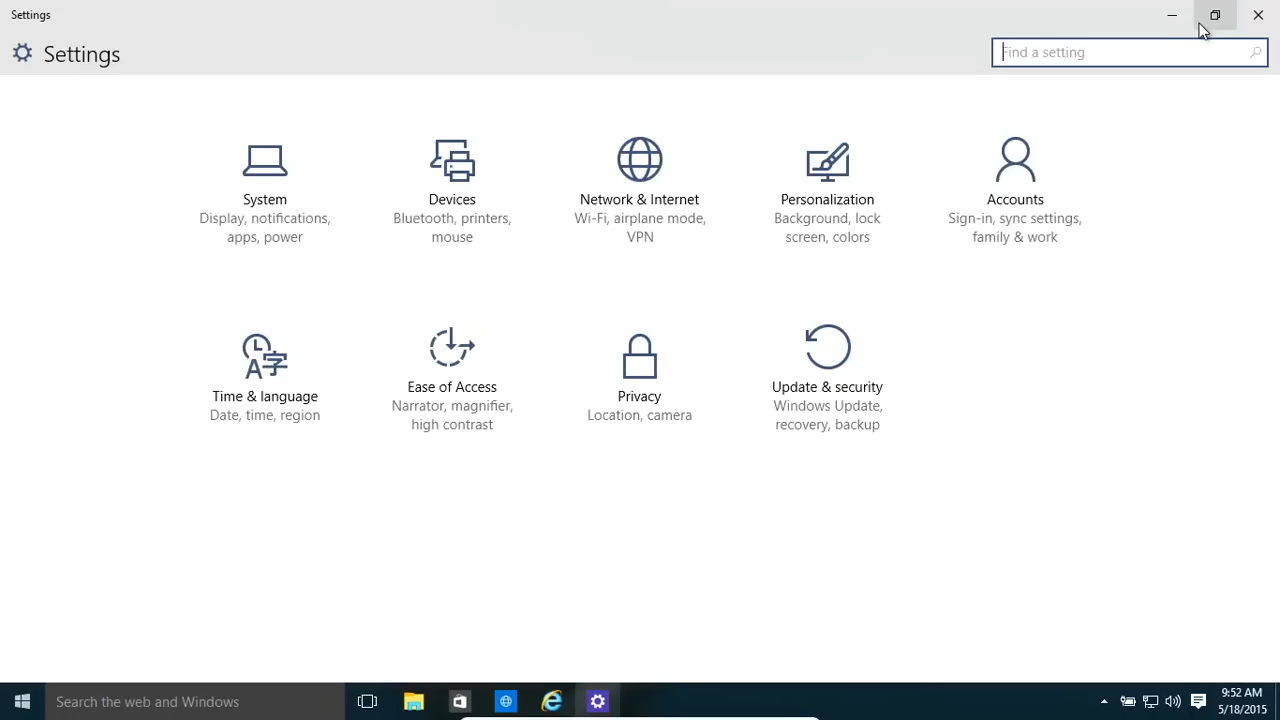 Settings
Settings
Find a setting
System
Display, notifications,
apps, power
Devices
Bluetooth, printers,
mouse
Network & Internet
Wi-Fi, airplane mode,
VPN
Personalization
Background, lock
screen, colors
Accounts
Sign-in, sync settings,
family & work
Time & language
Date, time, region
Ease of Access
Narrator, magnifier,
high contrast
Privacy
Location, camera
Update & security
Windows Update,
recovery, backup
Search the web and Windows
9:52 AM
5/18/2015